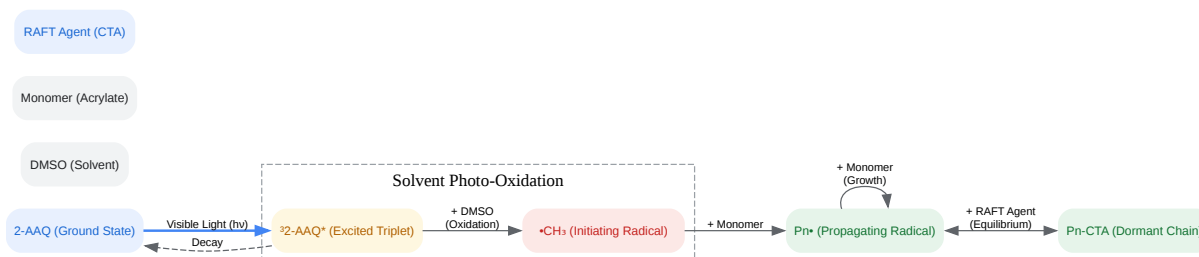 RAFT Agent (CTA)
Monomer (Acrylate)
DMSO (Solvent)
Solvent Photo-Oxidation
2-AAQ (Ground State)
Visible Light (hν)
Decay
³2-AAQ* (Excited Triplet)
+ DMSO
(Oxidation)
•CH₃ (Initiating Radical)
+ Monomer
+ Monomer
(Growth)
Pn• (Propagating Radical)
+ RAFT Agent
(Equilibrium)
Pn-CTA (Dormant Chain)